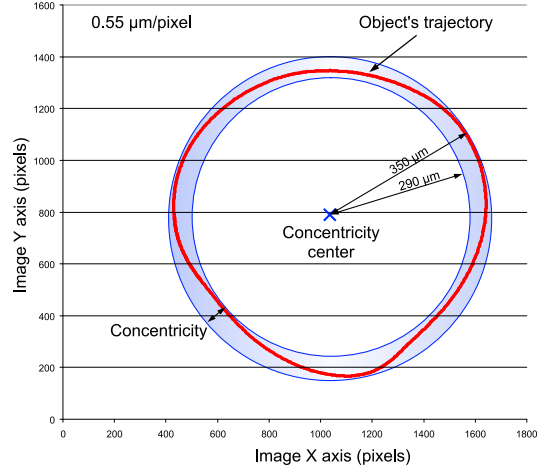 0.55 µm/pixel
Object's trajectory
350 µm
290 µm
Concentricity
center
Concentricity
Image Y axis (pixels)
1600
1400
1200
1000
800
600
400
200
0
0 200 400 600 800 1000 1200 1400 1600 1800
Image X axis (pixels)